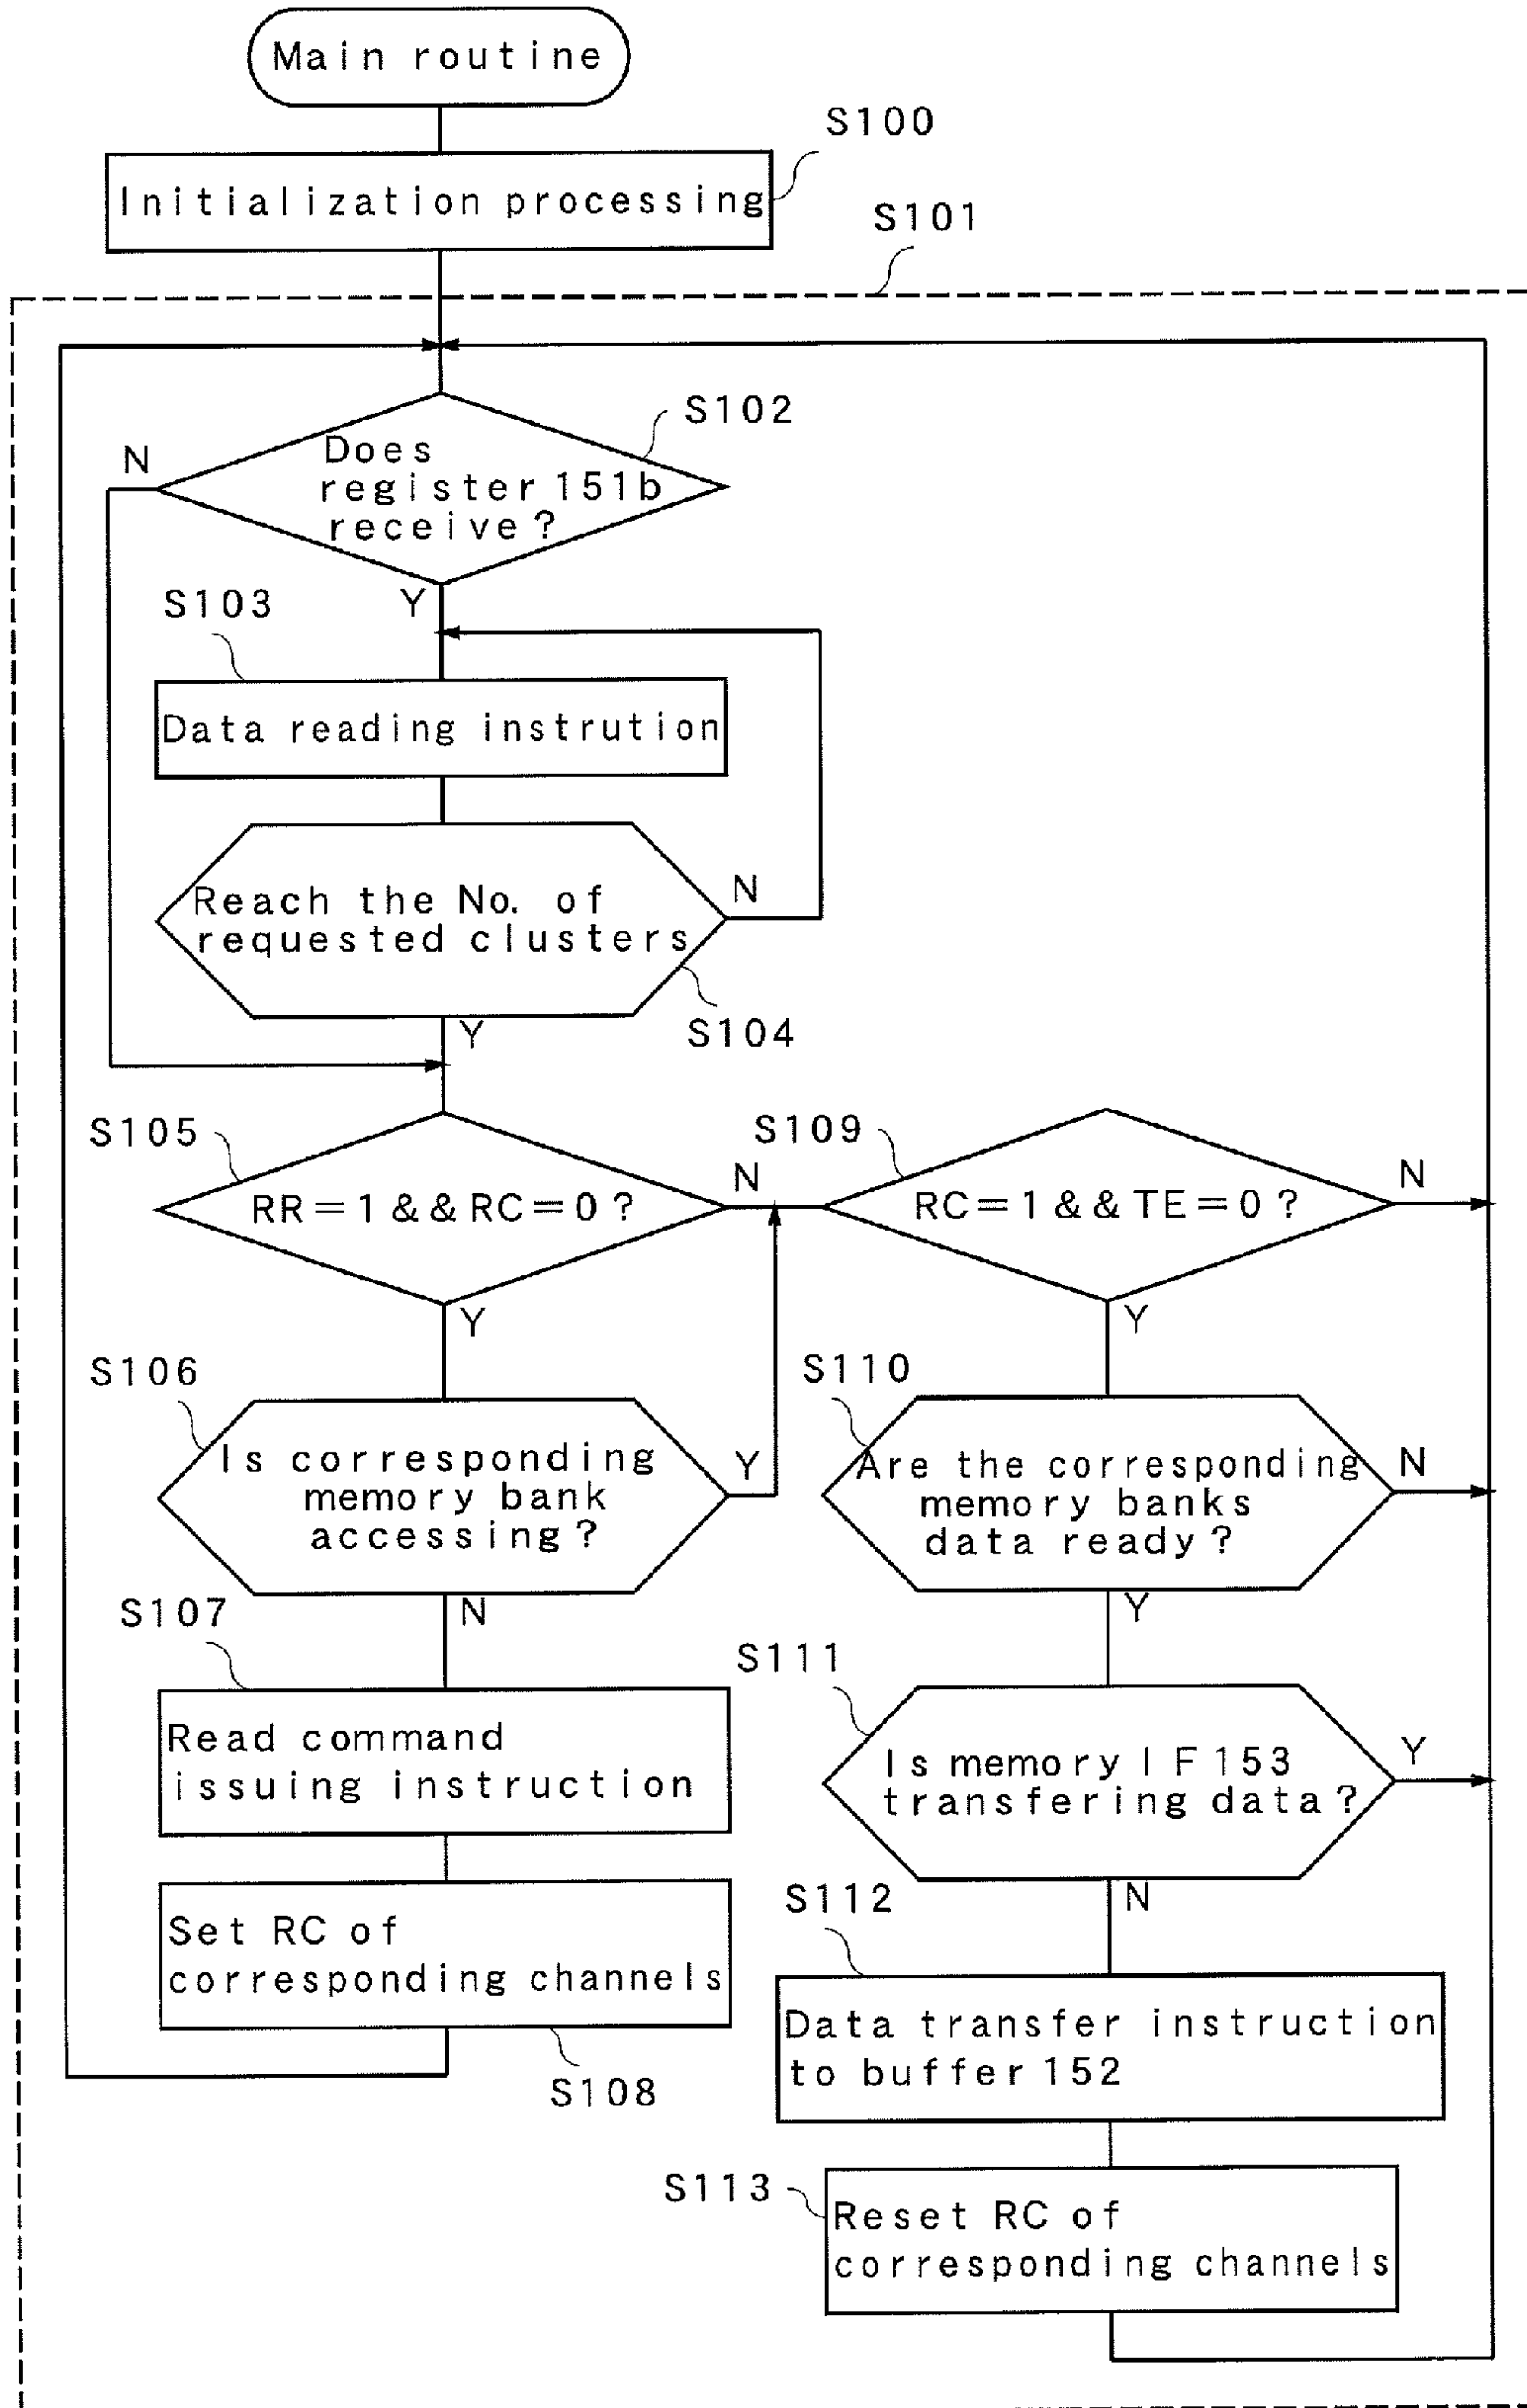 Main routine
S100
Initialization processing
S101
S102
N
Does
register 151b
receive?
Y
S103
Data reading instrution
Reach the No. of
requested clusters
N
S104
Y
S105
RR=1&&RC=0?
N
S109
RC=1&&TE=0?
N
Y
Y
S106
Is corresponding
memory bank
accessing?
Y
S110
Are the corresponding
memory banks
data ready?
N
N
Y
S107
Read command
issuing instruction
S111
Is memory IF153
transfering data?
Y
N
Set RC of
corresponding channels
S108
S112
Data transfer instruction
to buffer 152
S113
Reset RC of
corresponding channels